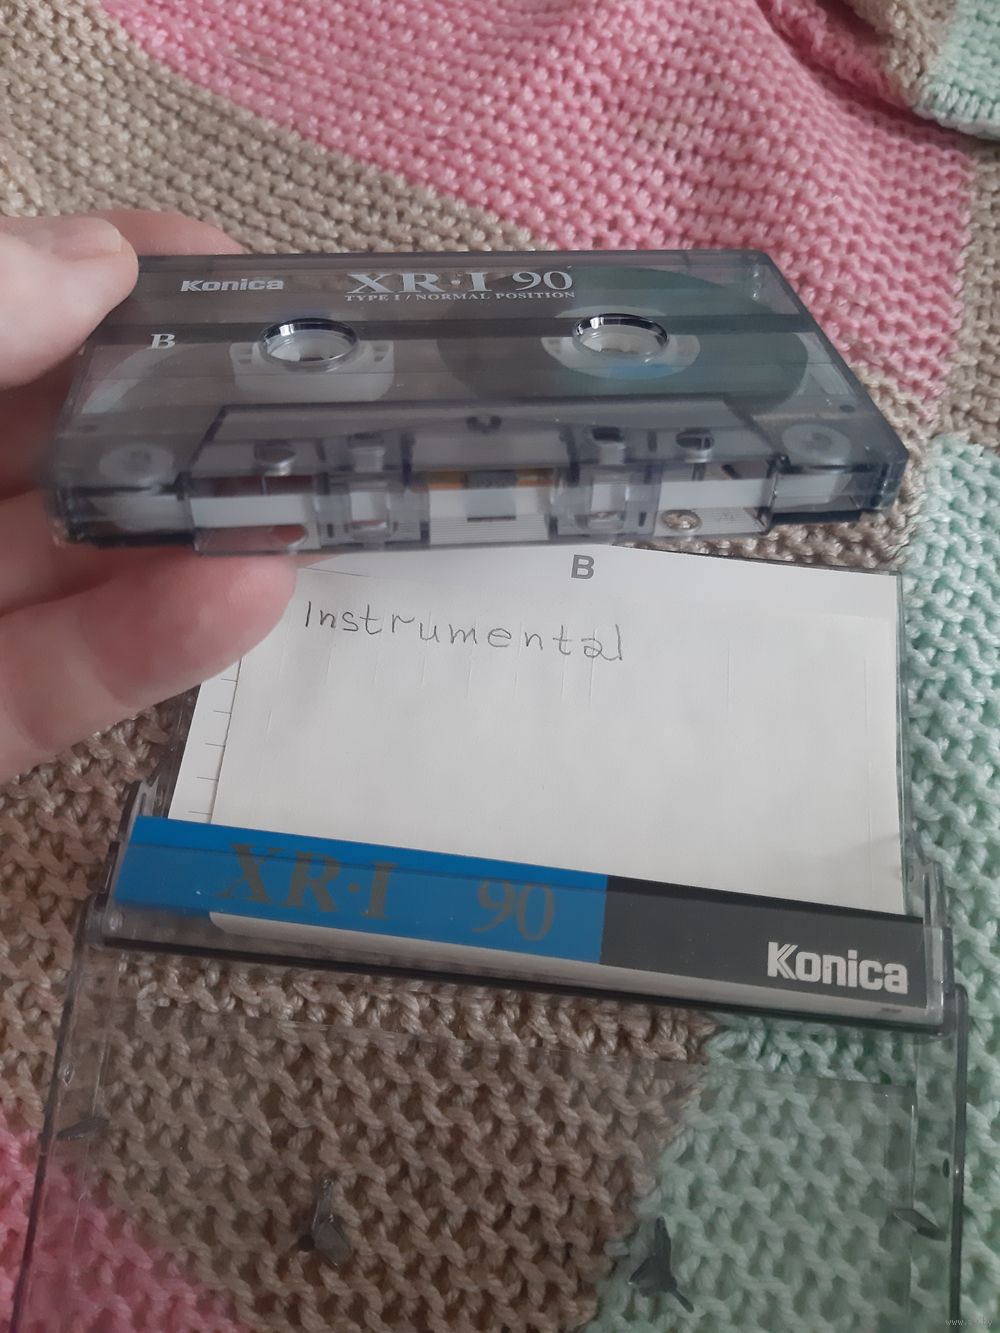 Konica
XR·I 90
TYPE I / NORMAL POSITION
B
B
Instrumental
XR·I 90
Konica